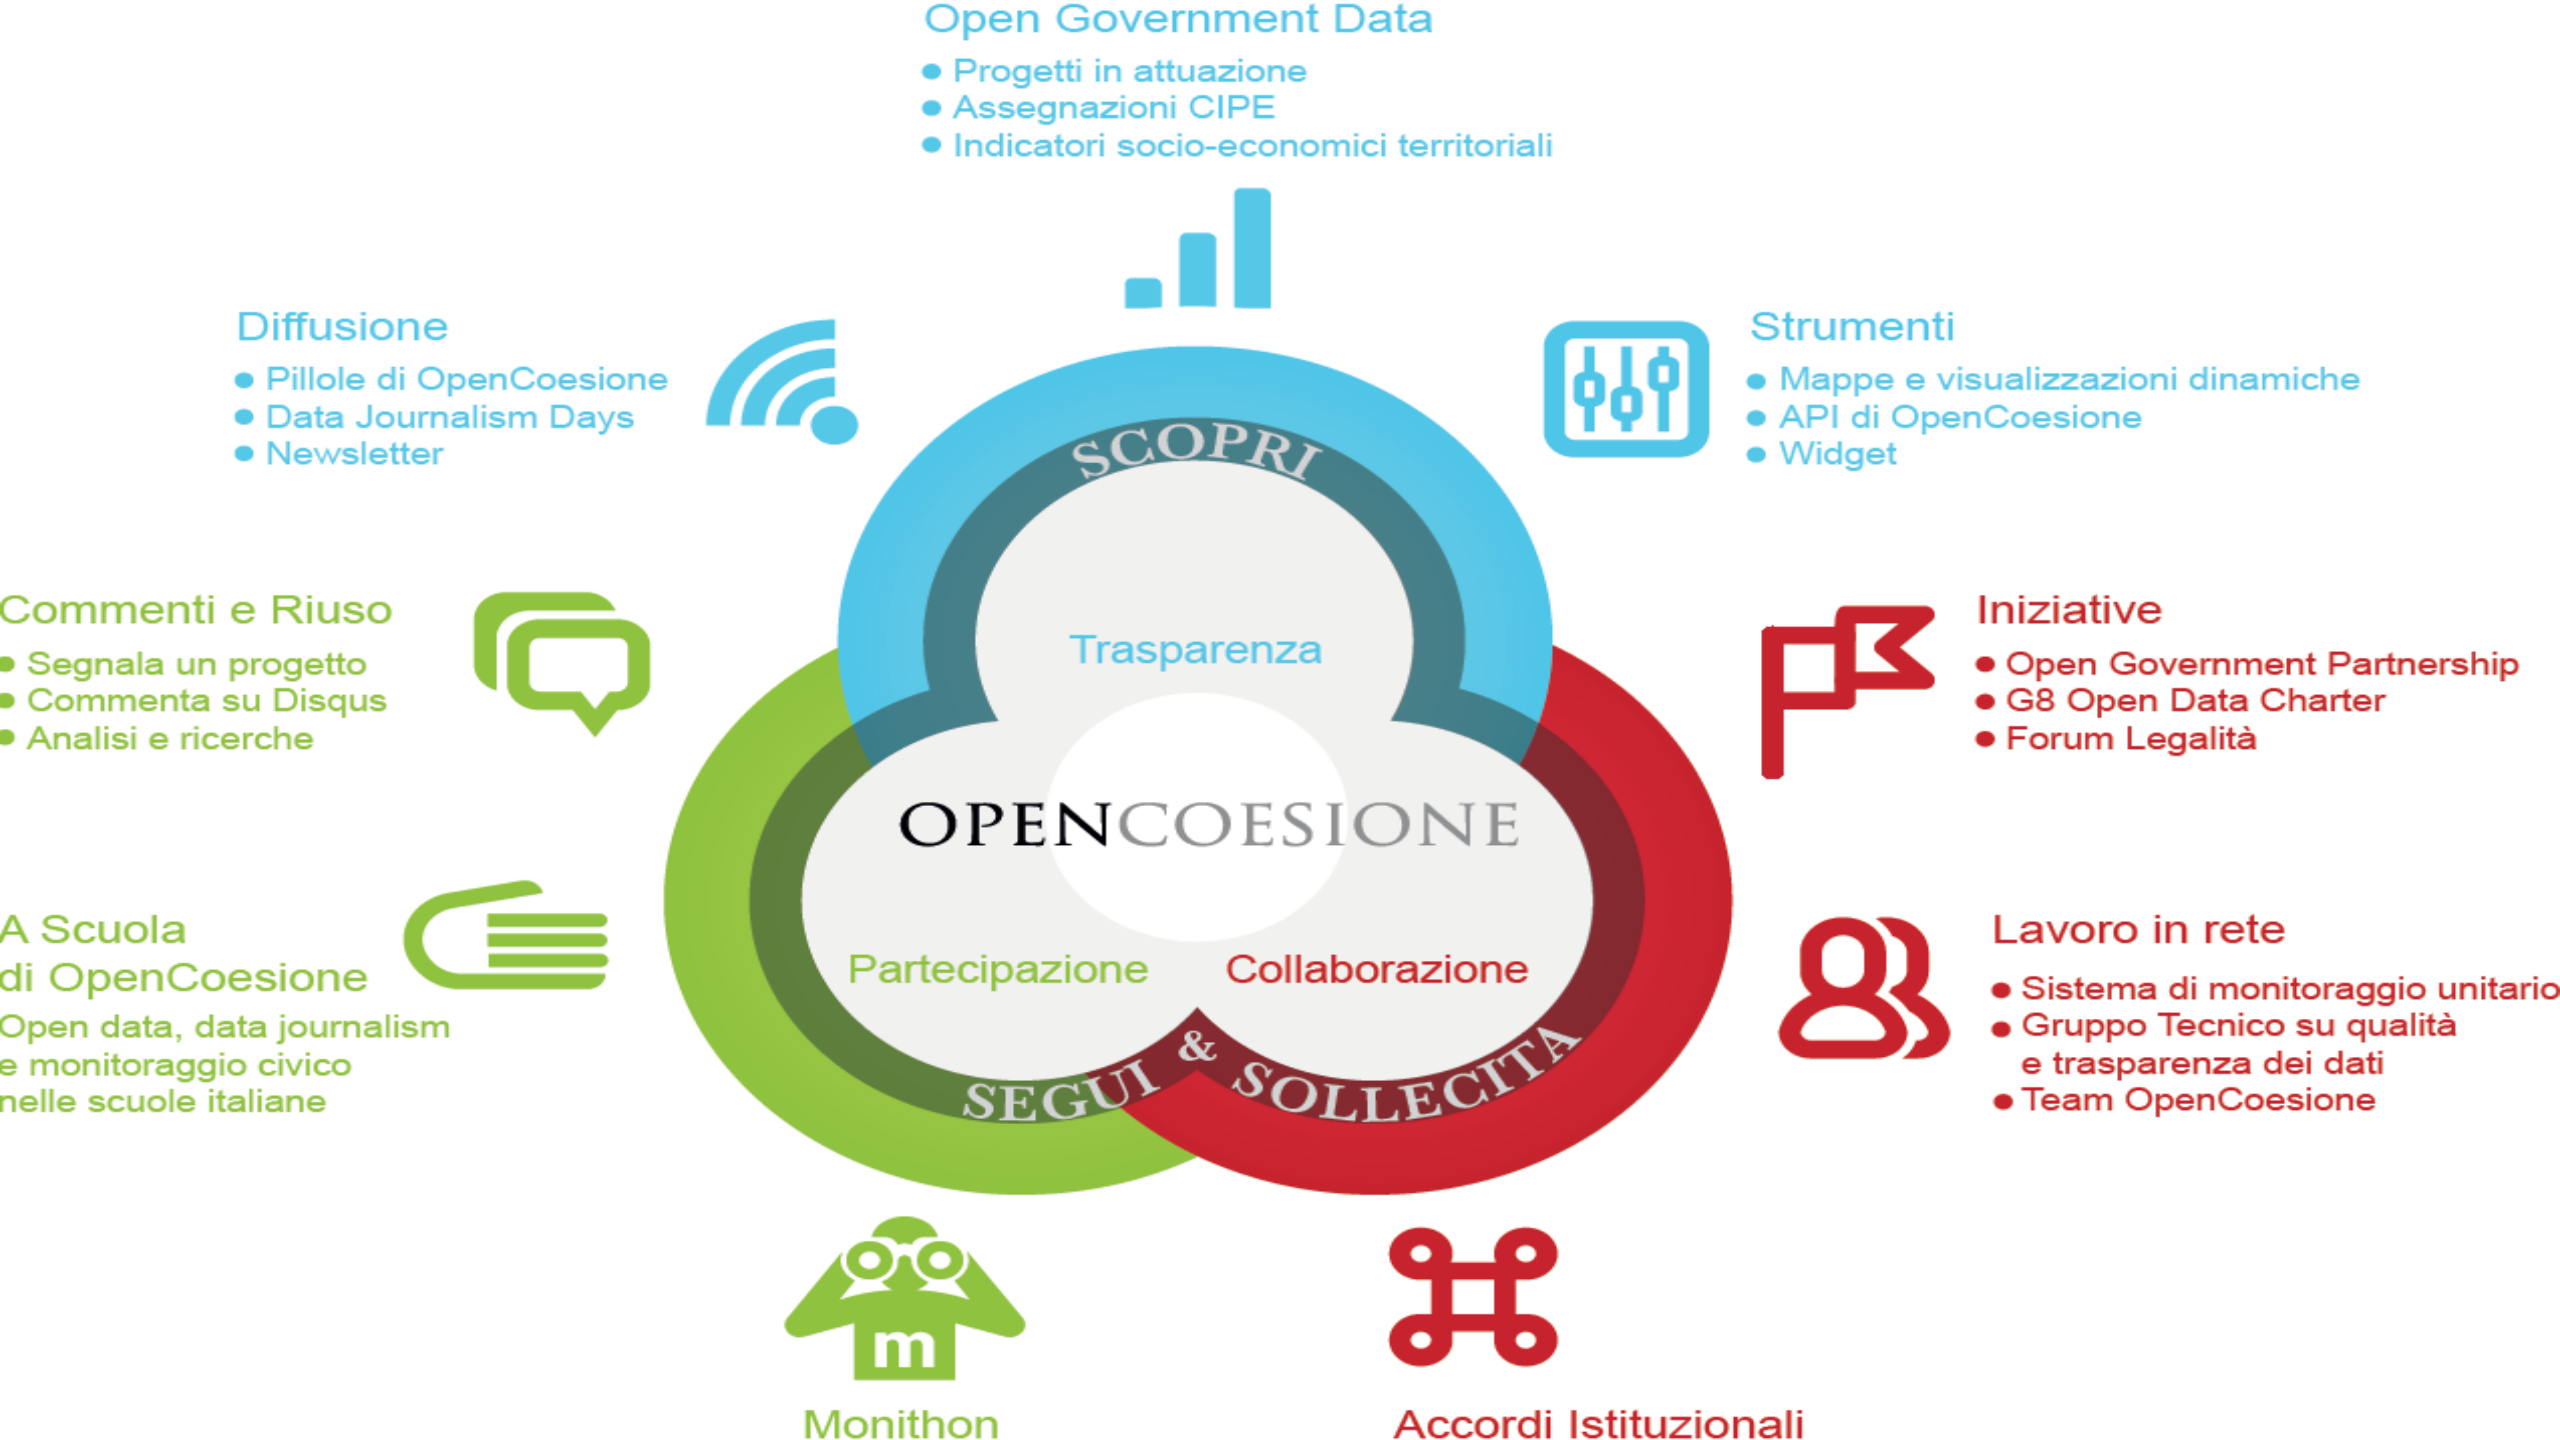 Open Government Data
• Progetti in attuazione
• Assegnazioni CIPE
• Indicatori socio-economici territoriali
Diffusione
• Pillole di OpenCoesione
• Data Journalism Days
• Newsletter
Strumenti
• Mappe e visualizzazioni dinamiche
• API di OpenCoesione
• Widget
SCOPRI
Commenti e Riuso
• Segnala un progetto
• Commenta su Disqus
• Analisi e ricerche
Trasparenza
Iniziative
• Open Government Partnership
• G8 Open Data Charter
• Forum Legalità
OPENCOESIONE
A Scuola
di OpenCoesione
Open data, data journalism
e monitoraggio civico
nelle scuole italiane
Partecipazione
Collaborazione
Lavoro in rete
• Sistema di monitoraggio unitario
• Gruppo Tecnico su qualità
e trasparenza dei dati
• Team OpenCoesione
SEGUI & SOLLECITA
m
Monithon
Accordi Istituzionali